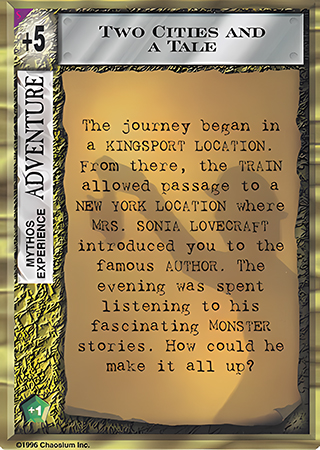 +5
TWO CITIES AND
A TALE
MYTHOS
EXPERIENCE
ADVENTURE
The journey began in
a KINGSPORT LOCATION.
From there, the TRAIN
allowed passage to a
NEW YORK LOCATION where
MRS. SONIA LOVECRAFT
introduced you to the
famous AUTHOR. The
evening was spent
listening to his
fascinating MONSTER
stories. How could he
make it all up?
+1
©1996 Chaosium Inc.